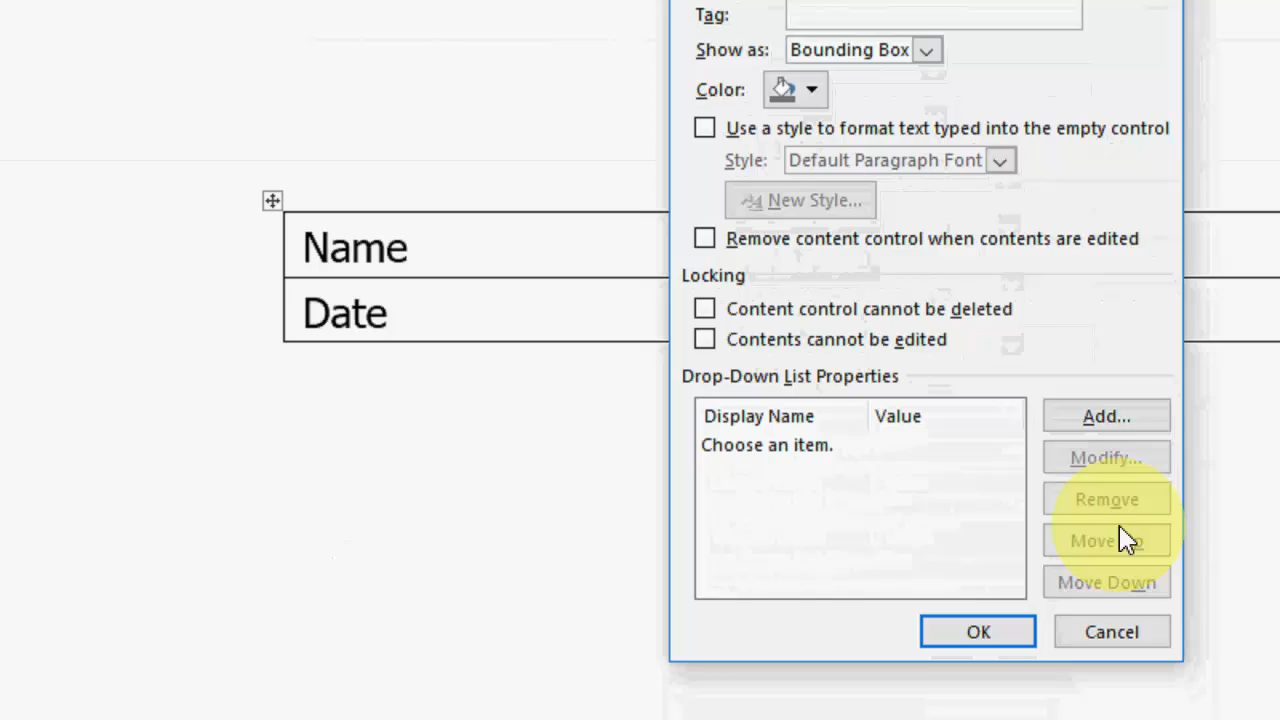 Tag:
Show as: Bounding Box
Color:
Use a style to format text typed into the empty control
Style: Default Paragraph Font
New Style...
Name
Remove content control when contents are edited
Locking
Date
Content control cannot be deleted
Contents cannot be edited
Drop-Down List Properties
Display Name Value Add...
Choose an item.
Modify...
Remove
Move
Move Down
OK Cancel